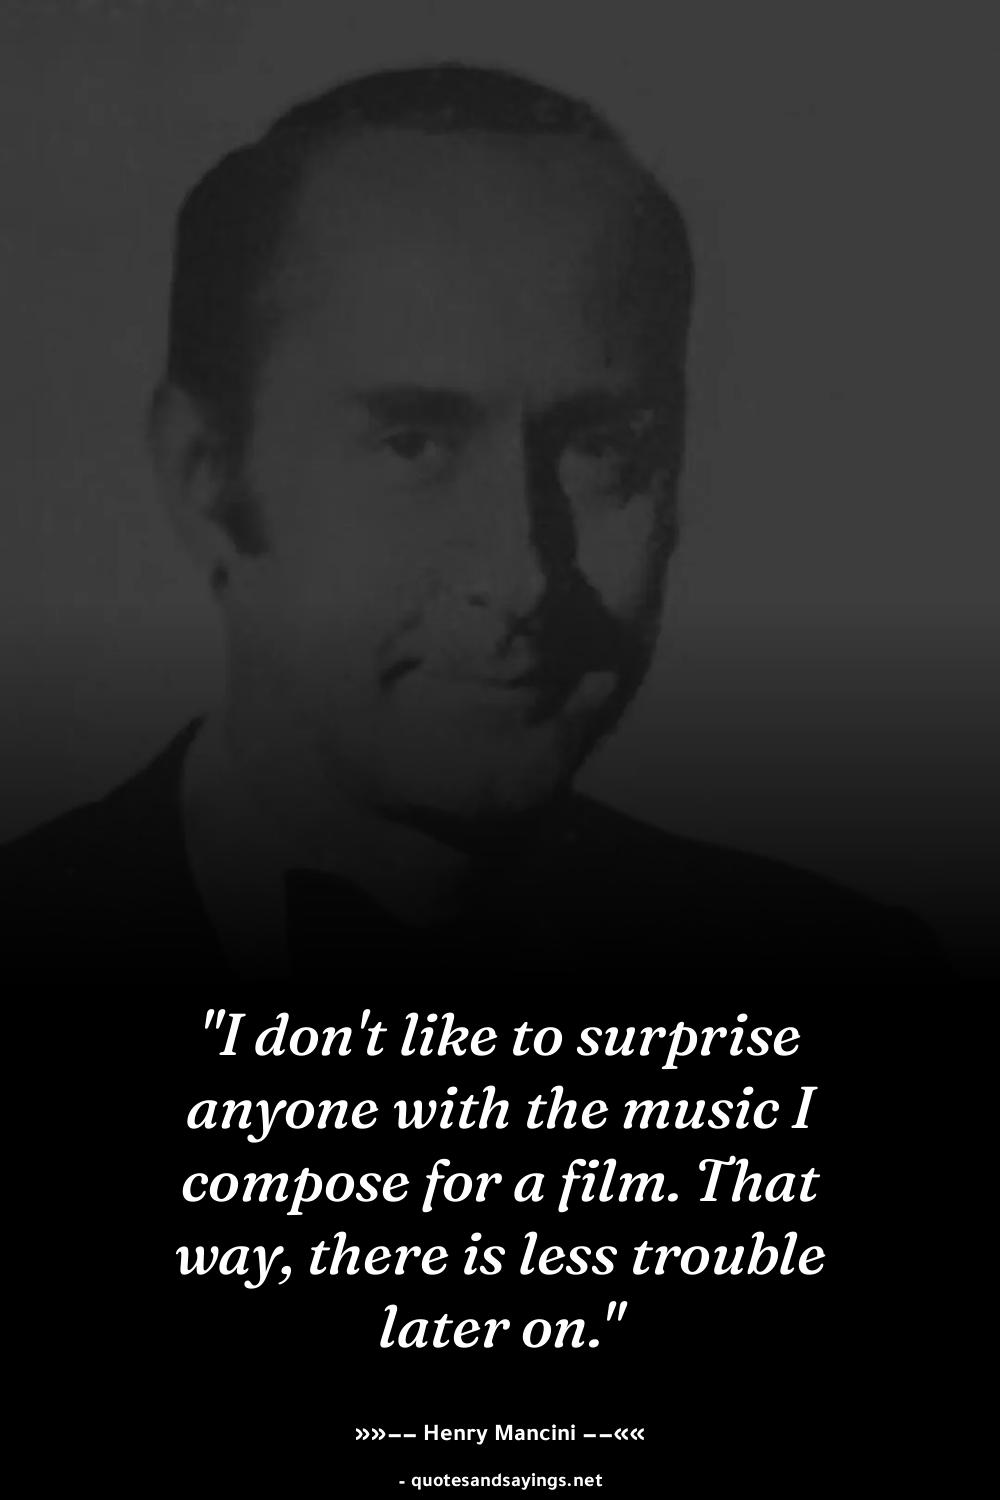 "I don't like to surprise
anyone with the music I
compose for a film. That
way, there is less trouble
later on."
»»−− Henry Mancini −−««
- quotesandsayings.net